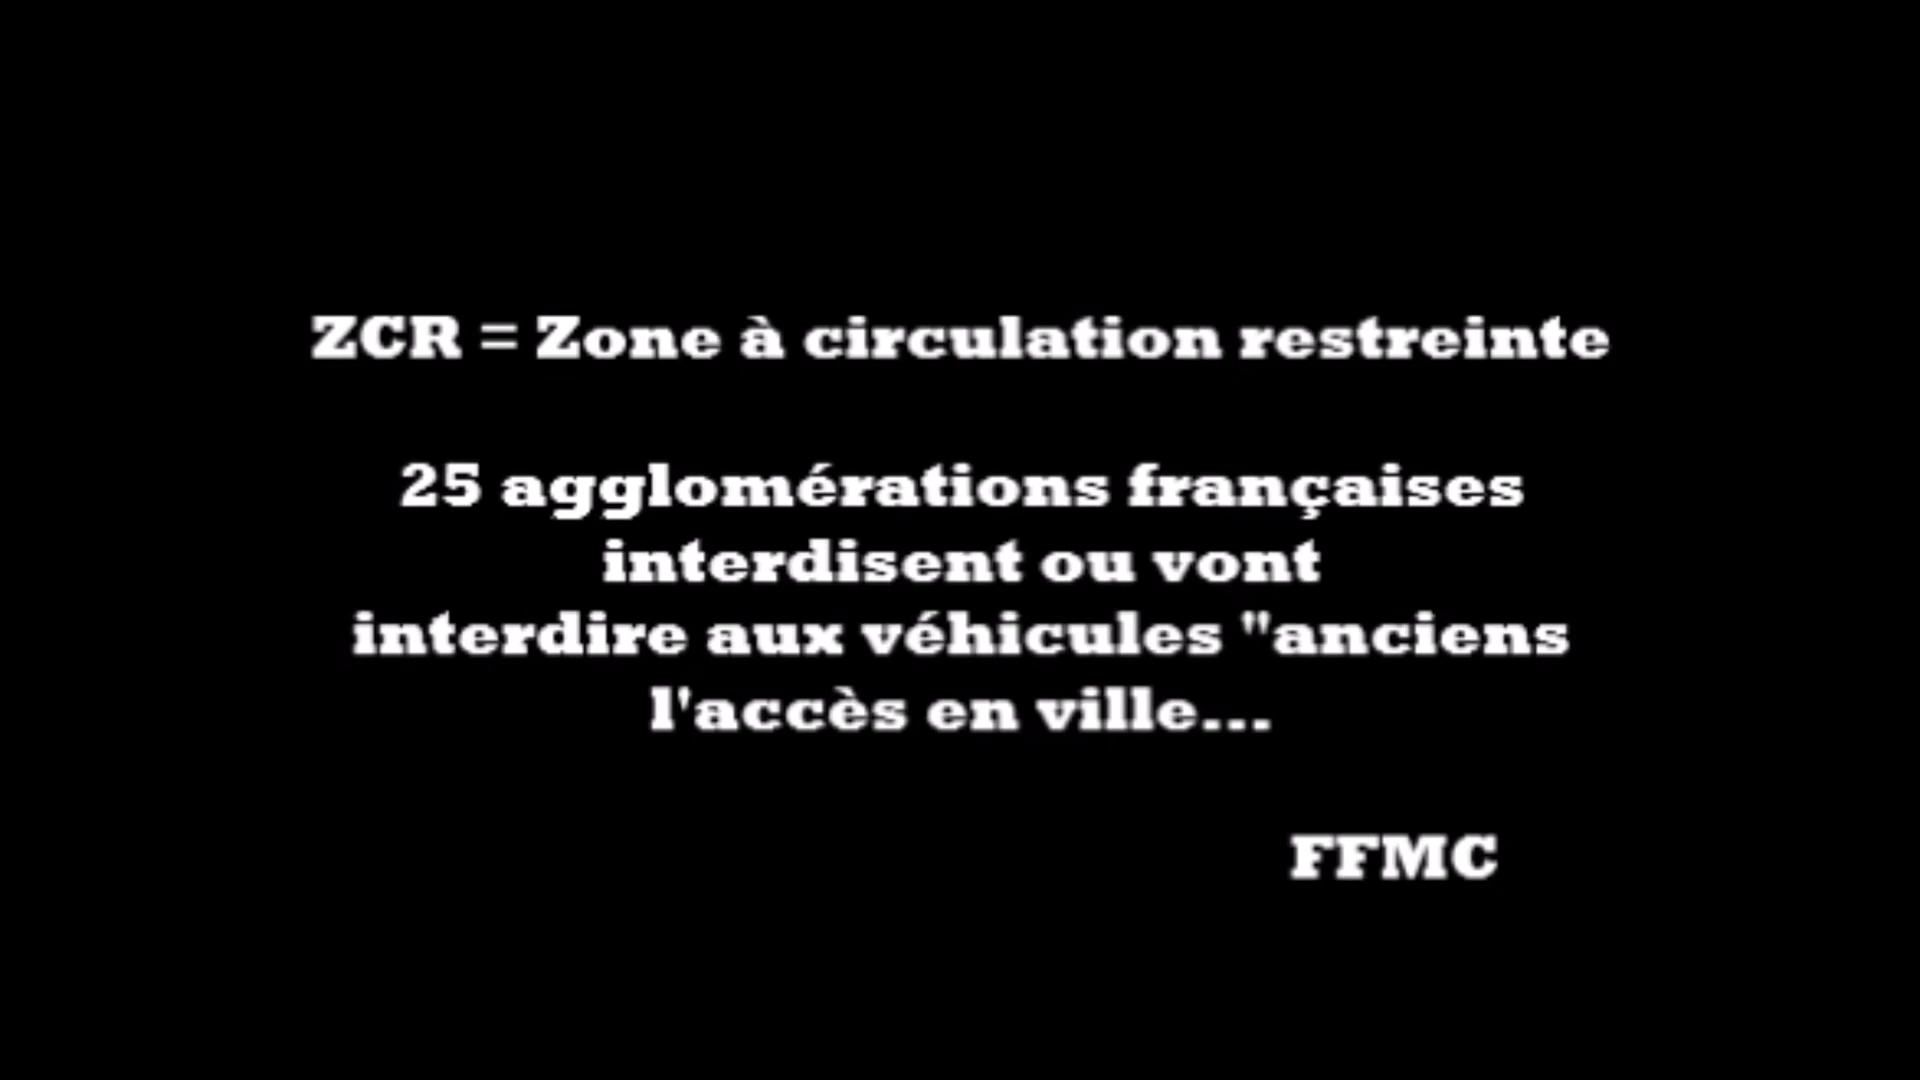 ZCR = Zone à circulation restreinte
25 agglomérations françaises
interdisent ou vont
interdire aux véhicules "anciens
l'accès en ville...
FFMC